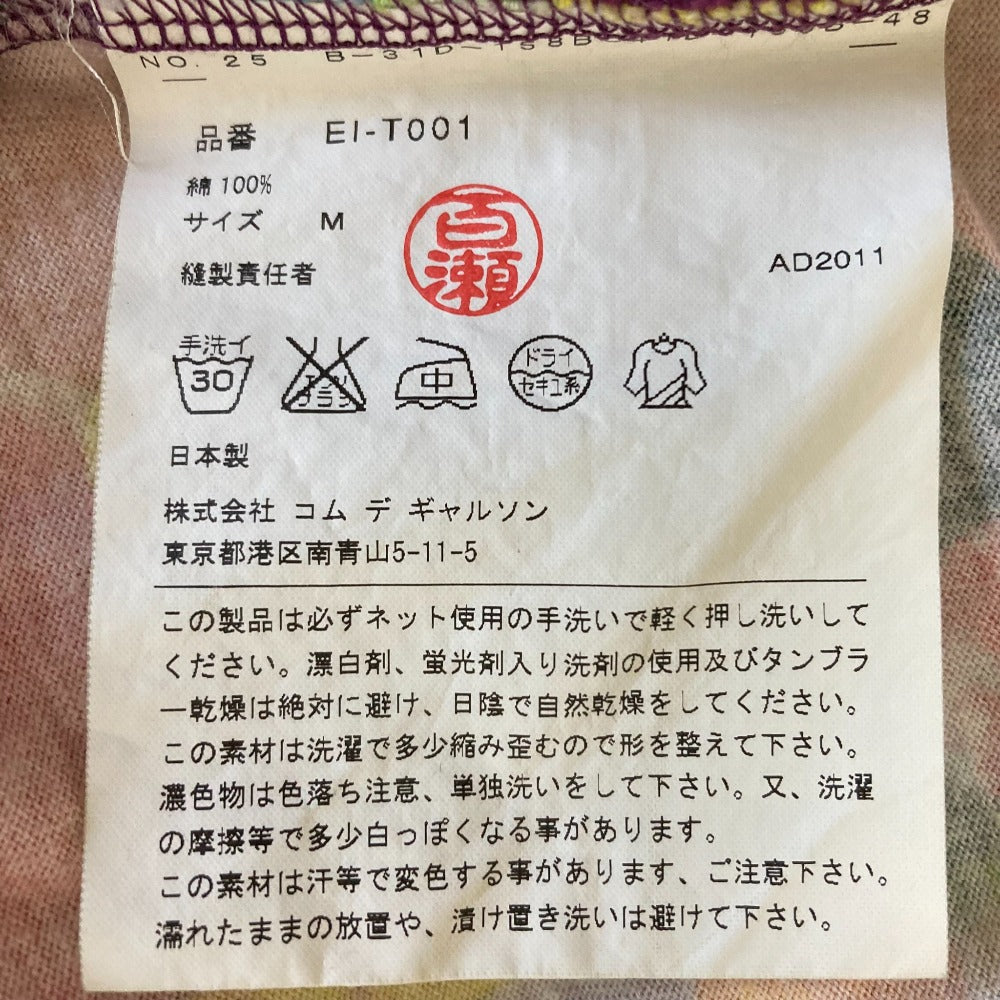 NO. 25
品番 EI-T001
綿 100%
サイズ M
百瀬
AD2011
縫製責任者
手洗イ
30
エンソ
サラシ
中
ドライ
セキユ系
日本製
株式会社 コム デ ギャルソン
東京都港区南青山5-11-5
この製品は必ずネット使用の手洗いで軽く押し洗いして
ください。漂白剤、蛍光剤入り洗剤の使用及びタンブラ
ー乾燥は絶対に避け、日陰で自然乾燥をしてください。
この素材は洗濯で多少縮み歪むので形を整えて下さい。
濃色物は色落ち注意、単独洗いをして下さい。又、洗濯
の摩擦等で多少白っぽくなる事があります。
この素材は汗等で変色する事があります、ご注意下さい。
濡れたままの放置や、漬け置き洗いは避けて下さい。